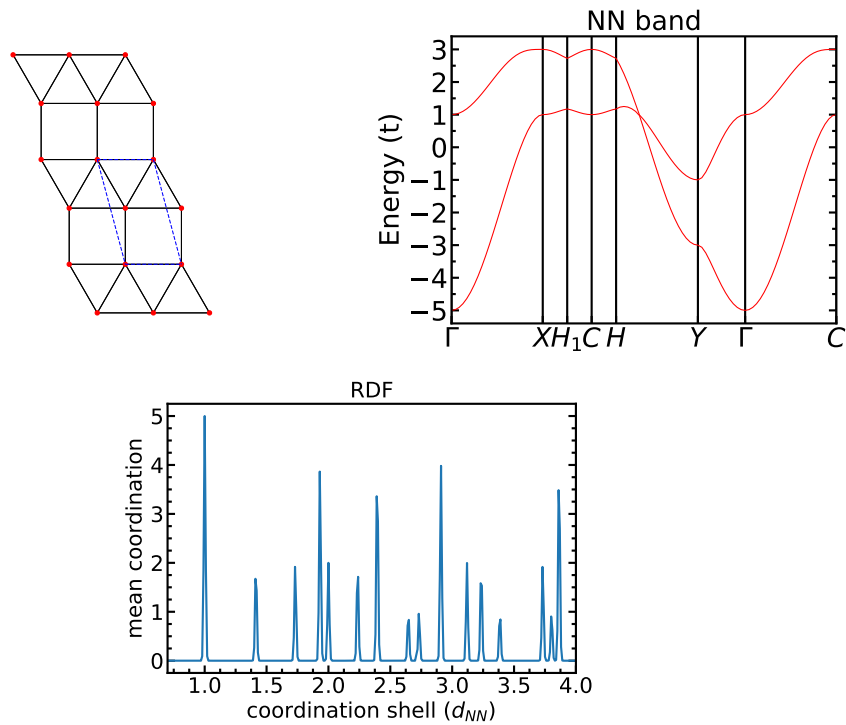 NN band
Energy (t)
3
2
1
0
−1
−2
−3
−4
−5
Γ X H₁ C H Y Γ C
RDF
mean coordination
5
4
3
2
1
0
1.0 1.5 2.0 2.5 3.0 3.5 4.0
coordination shell (d_NN)